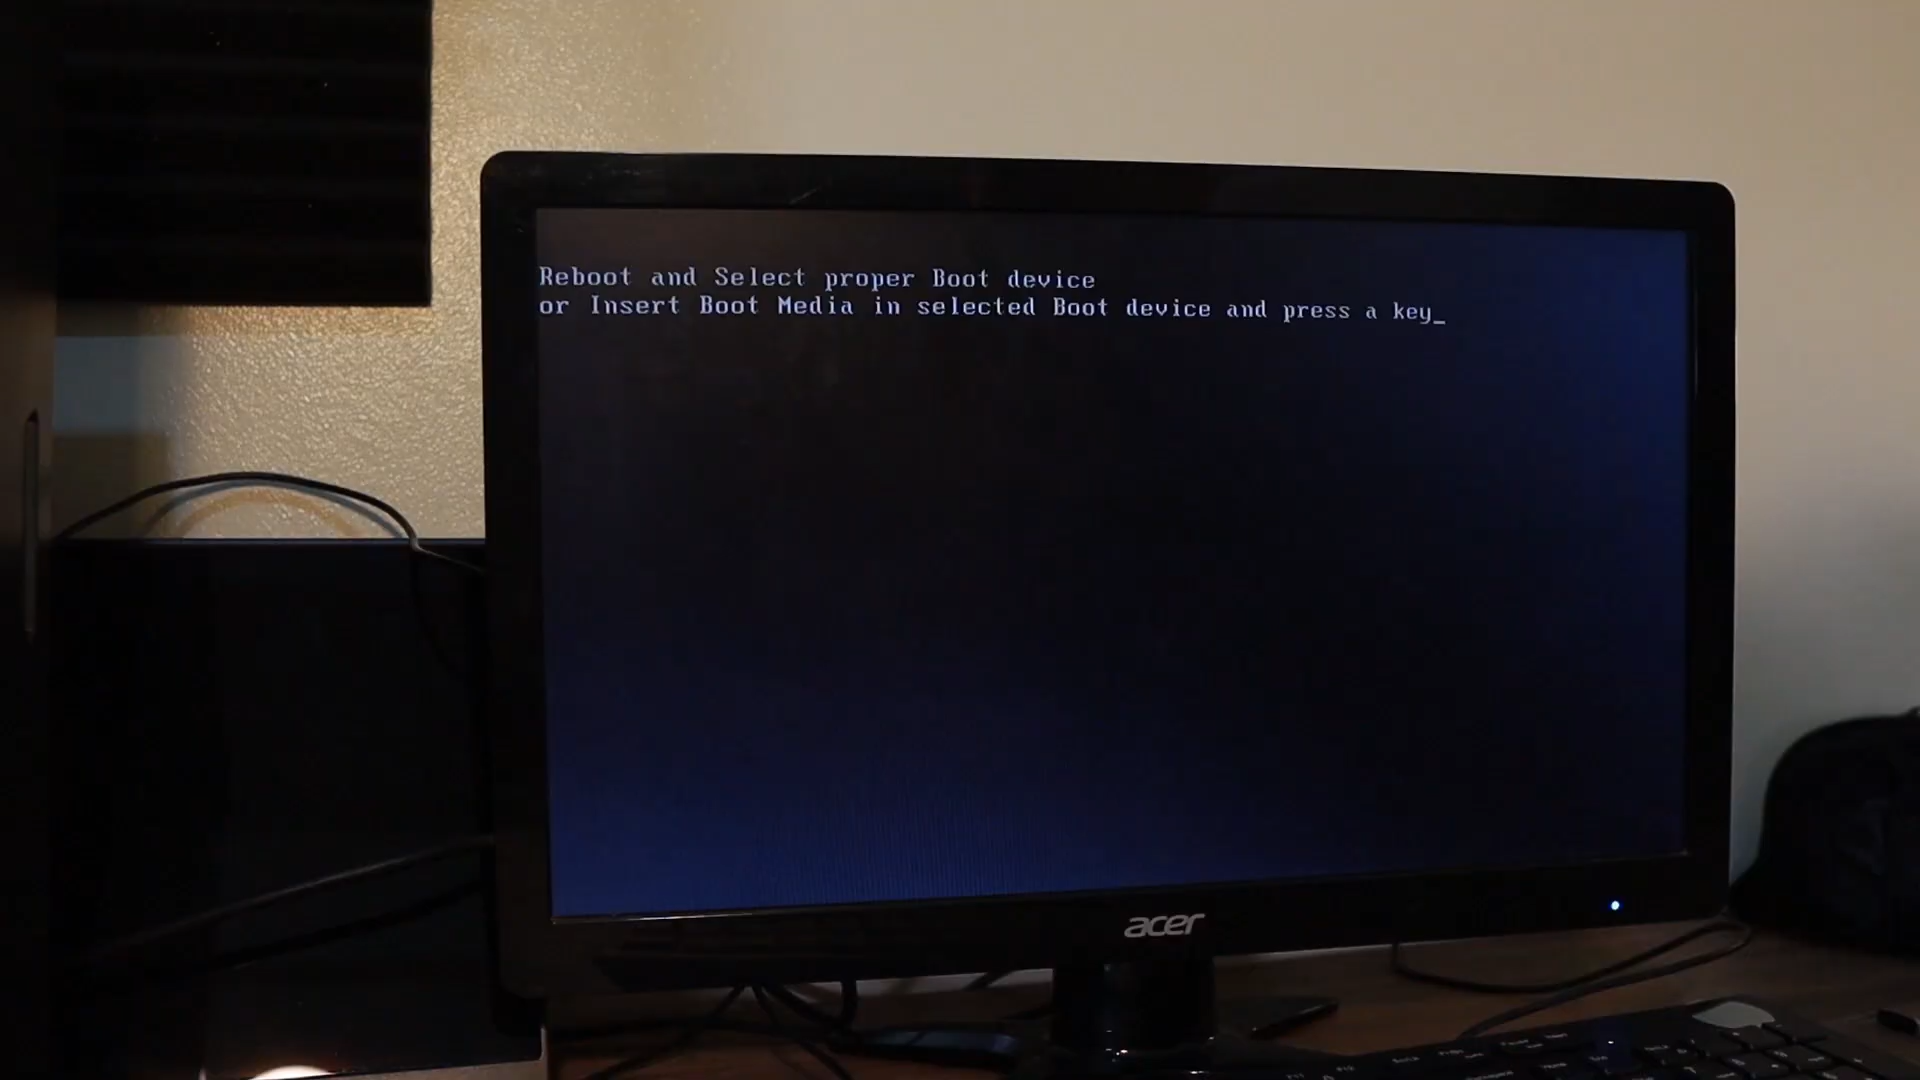 Reboot and Select proper Boot device
or Insert Boot Media in selected Boot device and press a key_
acer